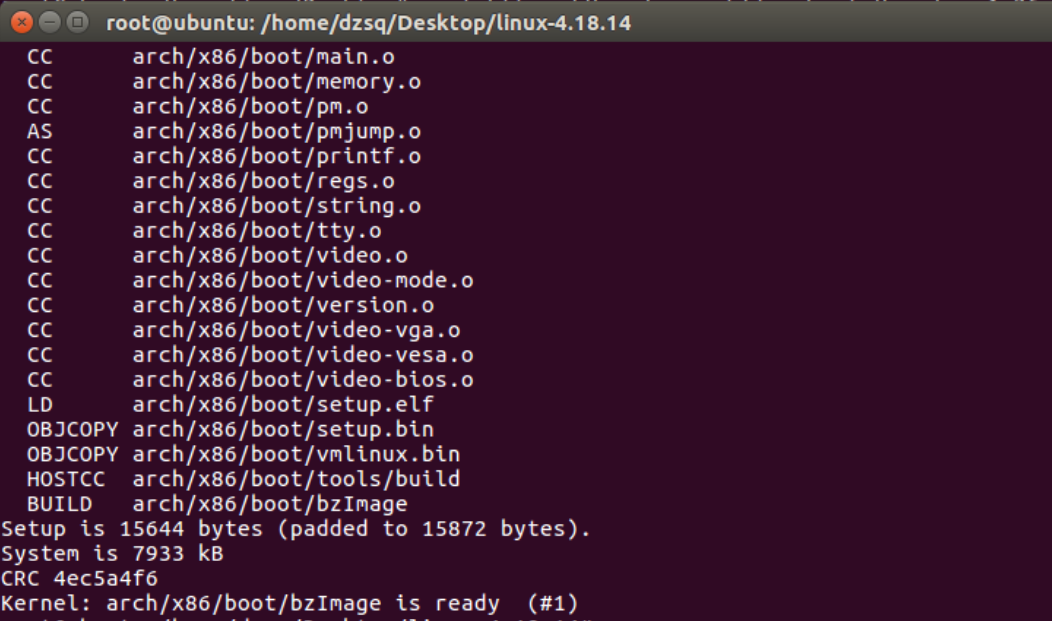 root@ubuntu: /home/dzsq/Desktop/linux-4.18.14
CC arch/x86/boot/main.o
CC arch/x86/boot/memory.o
CC arch/x86/boot/pm.o
AS arch/x86/boot/pmjump.o
CC arch/x86/boot/printf.o
CC arch/x86/boot/regs.o
CC arch/x86/boot/string.o
CC arch/x86/boot/tty.o
CC arch/x86/boot/video.o
CC arch/x86/boot/video-mode.o
CC arch/x86/boot/version.o
CC arch/x86/boot/video-vga.o
CC arch/x86/boot/video-vesa.o
CC arch/x86/boot/video-bios.o
LD arch/x86/boot/setup.elf
OBJCOPY arch/x86/boot/setup.bin
OBJCOPY arch/x86/boot/vmlinux.bin
HOSTCC arch/x86/boot/tools/build
BUILD arch/x86/boot/bzImage
Setup is 15644 bytes (padded to 15872 bytes).
System is 7933 kB
CRC 4ec5a4f6
Kernel: arch/x86/boot/bzImage is ready (#1)